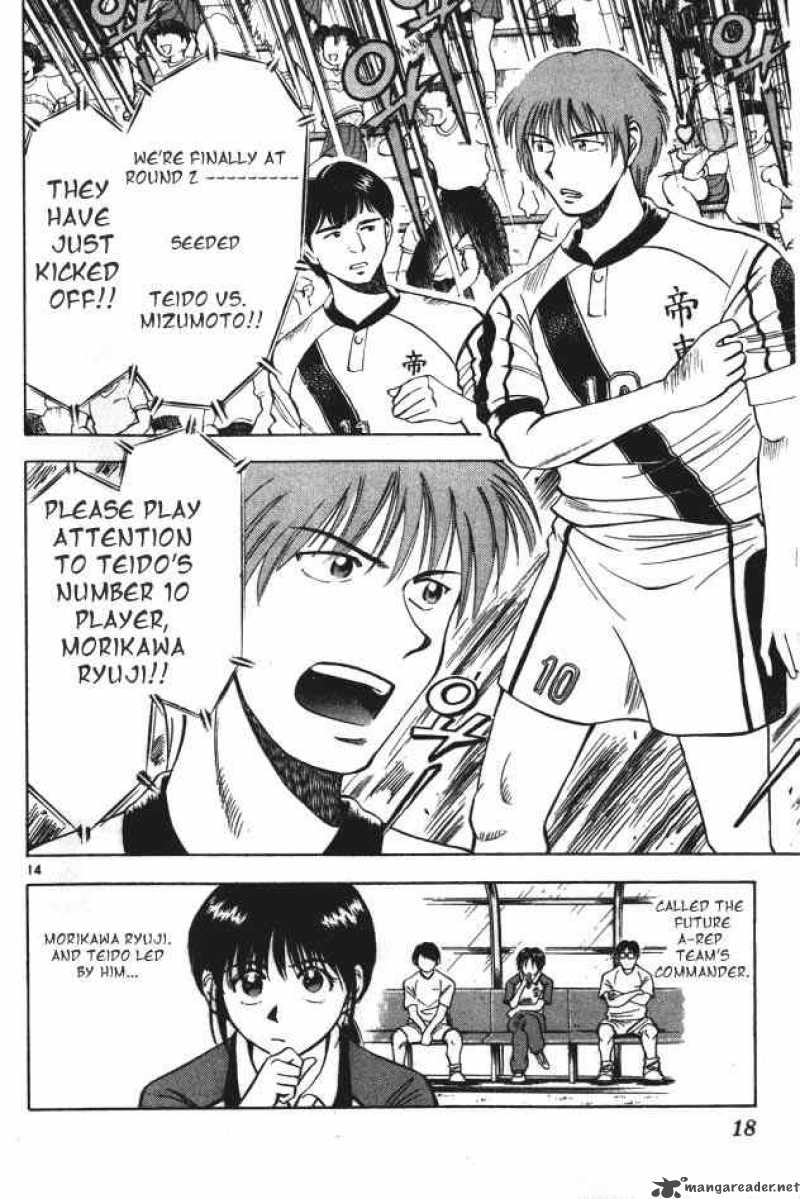 WE'RE FINALLY AT
ROUND 2 ---------
SEEDED
TEIDO VS.
MIZUMOTO!!
THEY
HAVE
JUST
KICKED
OFF!!
帝
帝
10
11
10
PLEASE PLAY
ATTENTION
TO TEIDO'S
NUMBER 10
PLAYER,
MORIKAWA
RYUJI!!
14
CALLED THE
FUTURE
A-REP
TEAM'S
COMMANDER.
MORIKAWA RYUJI.
AND TEIDO LED
BY HIM...
18
mangareader.net